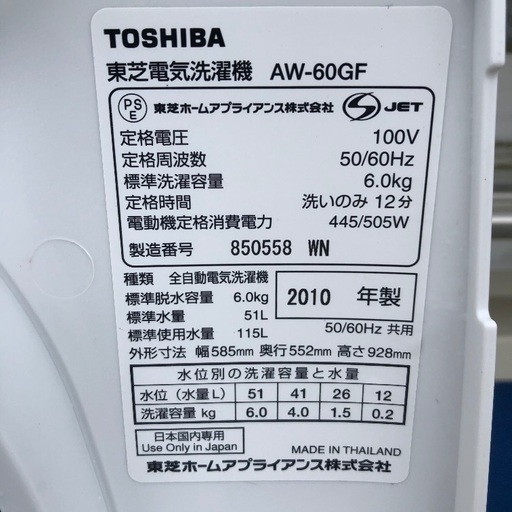 TOSHIBA
東芝電気洗濯機 AW-60GF
PS E 東芝ホームアプライアンス株式会社 S JET
定格電圧 100V
定格周波数 50/60Hz
標準洗濯容量 6.0kg
定格時間 洗いのみ 12分
電動機定格消費電力 445/505W
製造番号 850558 WN
種類 全自動電気洗濯機
標準脱水容量 6.0kg
標準水量 51L
標準使用水量 115L
2010 年製
50/60Hz 共用
外形寸法 幅585mm 奥行552mm 高さ928mm
水位別の洗濯容量と水量
水位（水量L） 51 41 26 12
洗濯容量 kg 6.0 4.0 1.5 0.2
日本国内専用
Use Only in Japan
MADE IN THAILAND
東芝ホームアプライアンス株式会社